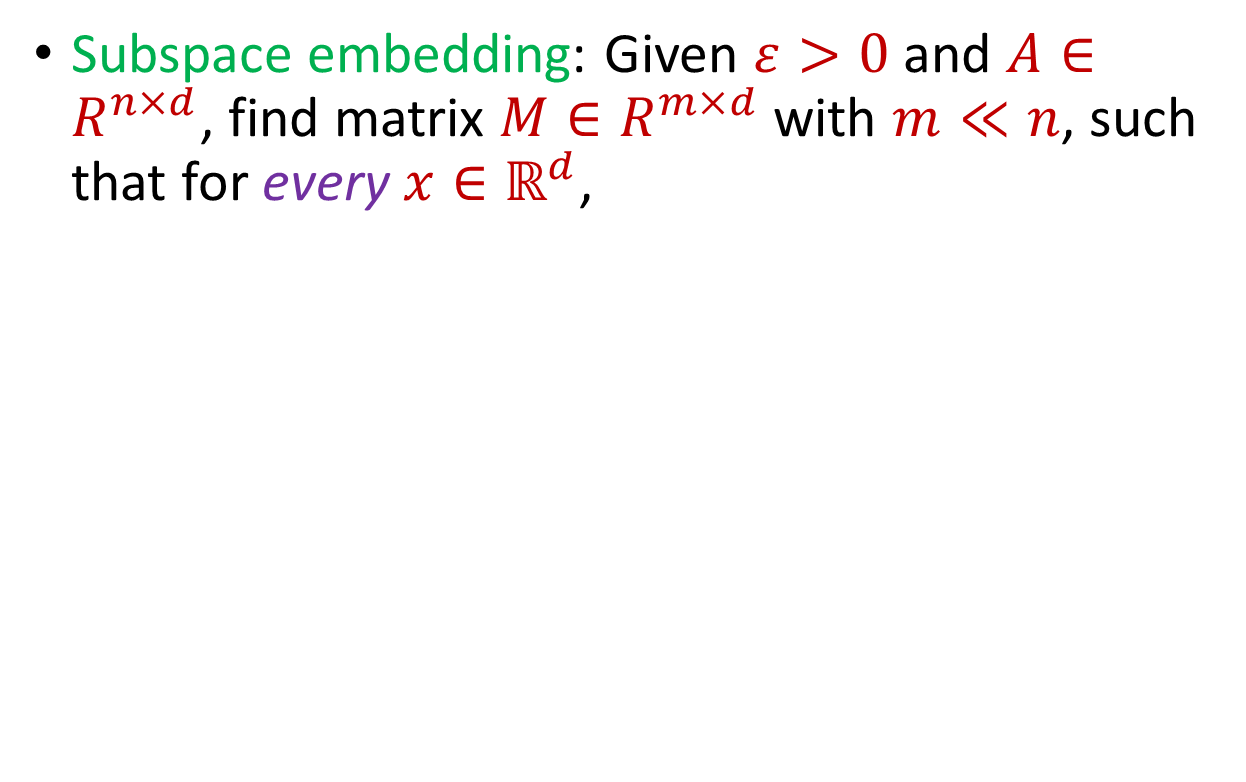 • Subspace embedding: Given ε > 0 and A ∈
R^{n×d}, find matrix M ∈ R^{m×d} with m ≪ n, such
that for every x ∈ ℝ^d,